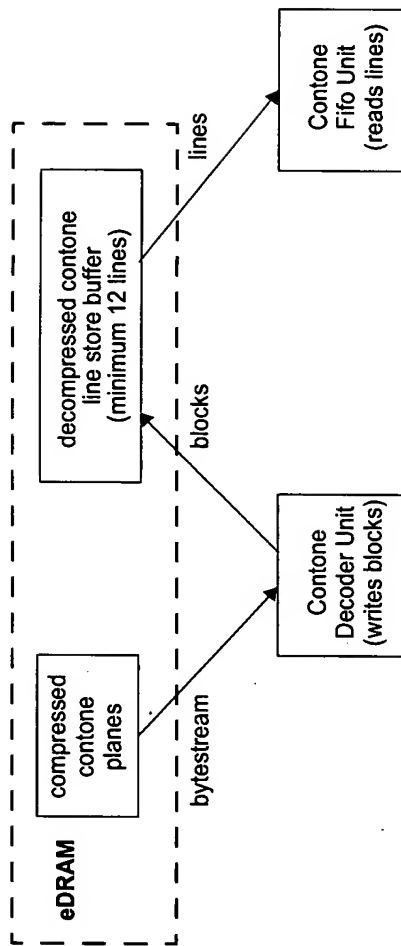 eDRAM
compressed
contone
planes
decompressed contone
line store buffer
(minimum 12 lines)
bytestream
blocks
lines
Contone
Decoder Unit
(writes blocks)
Contone
Fifo Unit
(reads lines)